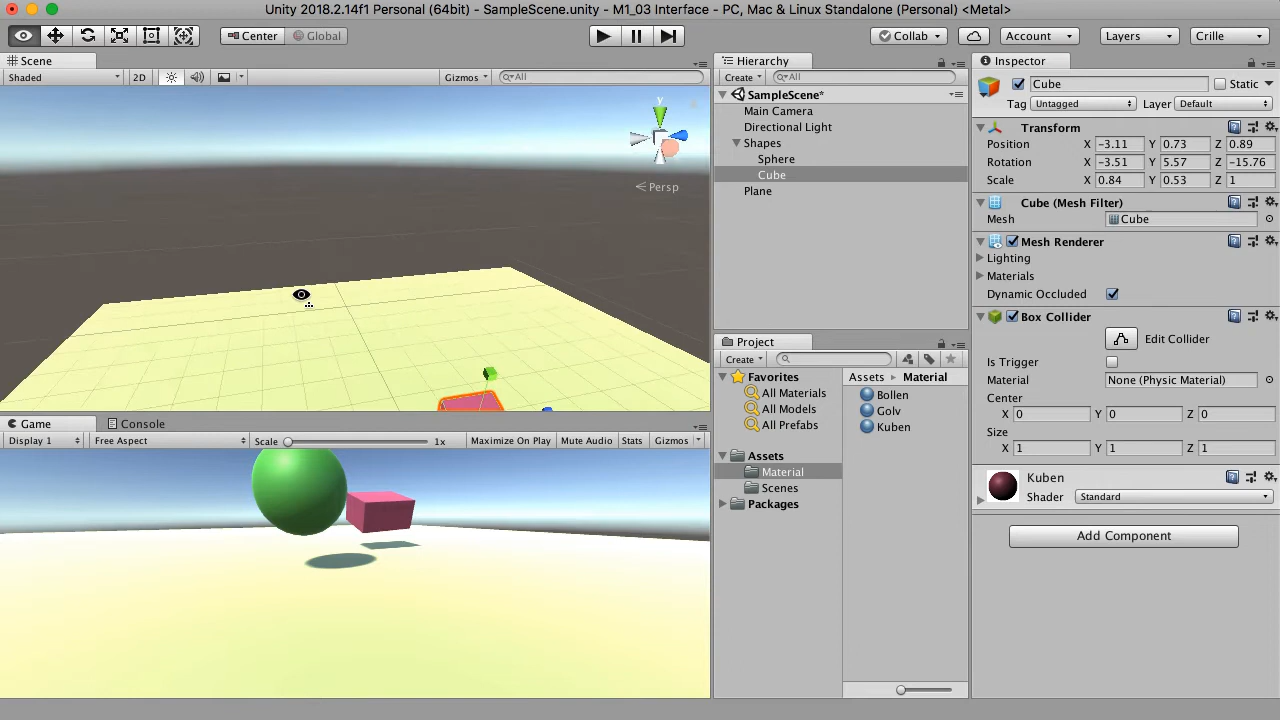 Unity 2018.2.14f1 Personal (64bit) - SampleScene.unity - M1_03 Interface - PC, Mac & Linux Standalone (Personal) <Metal>
Center Global Collab Account Layers Crille
Scene
Shaded 2D Gizmos All
y
Persp
Game Console
Display 1 Free Aspect Scale 1x Maximize On Play Mute Audio Stats Gizmos
Hierarchy
Create All
SampleScene*
Main Camera
Directional Light
Shapes
Sphere
Cube
Plane
Project
Create
Favorites
All Materials
All Models
All Prefabs
Assets
Material
Scenes
Packages
Assets Material
Bollen
Golv
Kuben
Inspector
Cube Static
Tag Untagged Layer Default
Transform
Position X -3.11 Y 0.73 Z 0.89
Rotation X -3.51 Y 5.57 Z -15.76
Scale X 0.84 Y 0.53 Z 1
Cube (Mesh Filter)
Mesh Cube
Mesh Renderer
Lighting
Materials
Dynamic Occluded
Box Collider
Edit Collider
Is Trigger
Material None (Physic Material)
Center
X 0 Y 0 Z 0
Size
X 1 Y 1 Z 1
Kuben
Shader Standard
Add Component